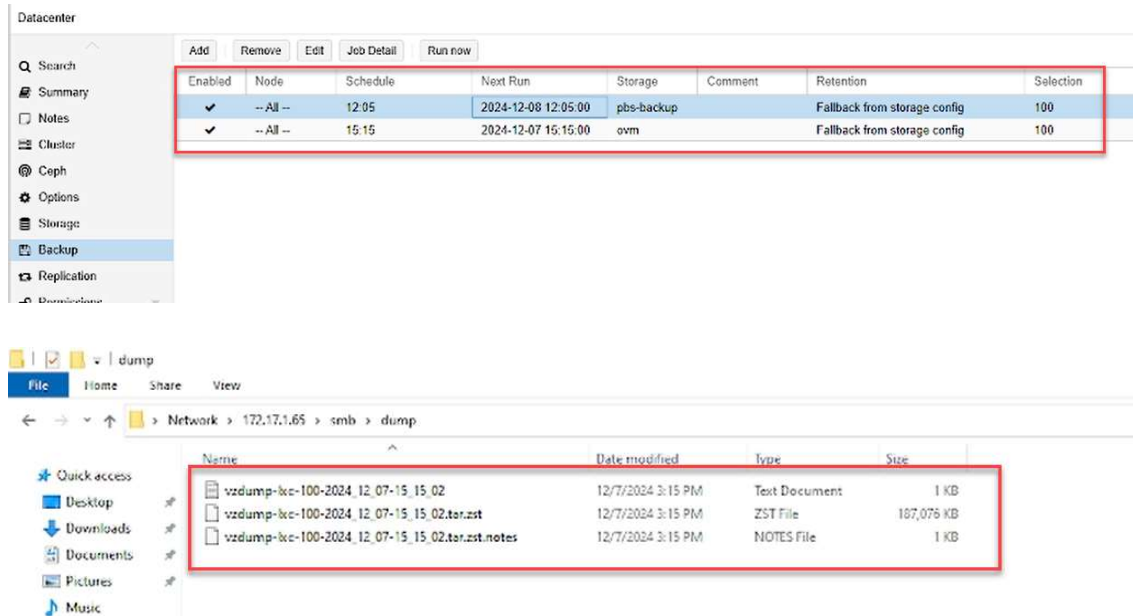 Datacenter
Search
Summary
Notes
Cluster
Ceph
Options
Storage
Backup
Replication
Permissions
Add Remove Edit Job Detail Run now
Enabled Node Schedule Next Run Storage Comment Retention Selection
-- All -- 12:05 2024-12-08 12:05:00 pbs-backup Fallback from storage config 100
-- All -- 15:15 2024-12-07 15:15:00 ovm Fallback from storage config 100
dump
File Home Share View
Network > 172.17.1.65 > smb > dump
Quick access
Desktop
Downloads
Documents
Pictures
Music
Name Date modified Type Size
vzdump-lxc-100-2024_12_07-15_15_02 12/7/2024 3:15 PM Text Document 1 KB
vzdump-lxc-100-2024_12_07-15_15_02.tar.zst 12/7/2024 3:15 PM ZST File 187,076 KB
vzdump-lxc-100-2024_12_07-15_15_02.tar.zst.notes 12/7/2024 3:15 PM NOTES File 1 KB